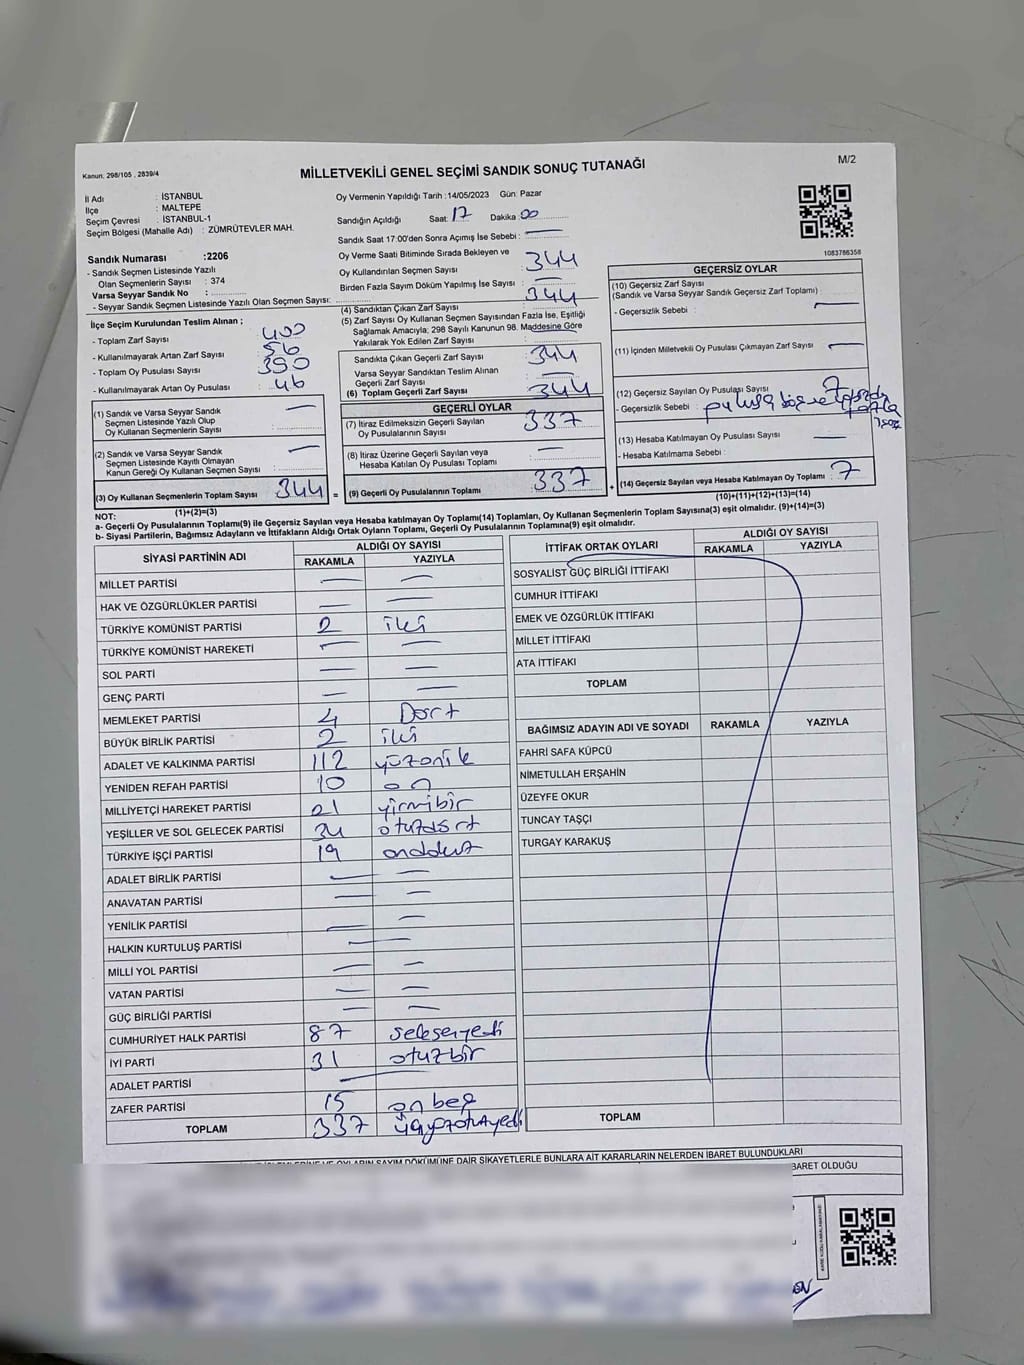 Kanun: 298/105 , 2839/4
MİLLETVEKİLİ GENEL SEÇİMİ SANDIK SONUÇ TUTANAĞI
M/2
İl Adı : İSTANBUL
İlçe : MALTEPE
Seçim Çevresi : İSTANBUL-1
Seçim Bölgesi (Mahalle Adı) : ZÜMRÜTEVLER MAH.
Sandık Numarası :2206
- Sandık Seçmen Listesinde Yazılı
Olan Seçmenlerin Sayısı : 374
Varsa Seyyar Sandık No :
- Seyyar Sandık Seçmen Listesinde Yazılı Olan Seçmen Sayısı:
İlçe Seçim Kurulundan Teslim Alınan ;
- Toplam Zarf Sayısı : 400
- Kullanılmayarak Artan Zarf Sayısı : 56
- Toplam Oy Pusulası Sayısı : 390
- Kullanılmayarak Artan Oy Pusulası : 46
(1) Sandık ve Varsa Seyyar Sandık
Seçmen Listesinde Yazılı Olup
Oy Kullanan Seçmenlerin Sayısı : —
(2) Sandık ve Varsa Seyyar Sandık
Seçmen Listesinde Kayıtlı Olmayan
Kanun Gereği Oy Kullanan Seçmen Sayısı : —
(3) Oy Kullanan Seçmenlerin Toplam Sayısı 344
(1)+(2)=(3)
Oy Vermenin Yapıldığı Tarih :14/05/2023 Gün: Pazar
Sandığın Açıldığı Saat: 17 Dakika 00
Sandık Saat 17:00'den Sonra Açımış İse Sebebi : —
Oy Verme Saati Bitiminde Sırada Bekleyen ve
Oy Kullandırılan Seçmen Sayısı : 344
Birden Fazla Sayım Döküm Yapılmış İse Sayısı : —
(4) Sandıktan Çıkan Zarf Sayısı : 344
(5) Zarf Sayısı Oy Kullanan Seçmen Sayısından Fazla İse, Eşitliği
Sağlamak Amacıyla; 298 Sayılı Kanunun 98. Maddesine Göre
Yakılarak Yok Edilen Zarf Sayısı : —
Sandıkta Çıkan Geçerli Zarf Sayısı : 344
Varsa Seyyar Sandıktan Teslim Alınan
Geçerli Zarf Sayısı : —
(6) Toplam Geçerli Zarf Sayısı : 344
GEÇERLİ OYLAR
(7) İtiraz Edilmeksizin Geçerli Sayılan
Oy Pusulalarının Sayısı : 337
(8) İtiraz Üzerine Geçerli Sayılan veya
Hesaba Katılan Oy Pusulası Toplamı : —
= (9) Geçerli Oy Pusulalarının Toplamı : 337 +
1083786358
GEÇERSİZ OYLAR
(10) Geçersiz Zarf Sayısı
(Sandık ve Varsa Seyyar Sandık Geçersiz Zarf Toplamı) :
- Geçersizlik Sebebi : —
(11) İçinden Milletvekili Oy Pusulası Çıkmayan Zarf Sayısı : —
(12) Geçersiz Sayılan Oy Pusulası Sayısı : 7
- Geçersizlik Sebebi : pulusa boş ve
(13) Hesaba Katılmayan Oy Pusulası Sayısı : —
- Hesaba Katılmama Sebebi :
(14) Geçersiz Sayılan veya Hesaba Katılmayan Oy Toplamı : 7
(10)+(11)+(12)+(13)=(14)
NOT:
a- Geçerli Oy Pusulalarının Toplamı(9) ile Geçersiz Sayılan veya Hesaba katılmayan Oy Toplamı(14) Toplamları, Oy Kullanan Seçmenlerin Toplam Sayısına(3) eşit olmalıdır. (9)+(14)=(3)
b- Siyasi Partilerin, Bağımsız Adayların ve İttifakların Aldığı Ortak Oyların Toplamı, Geçerli Oy Pusulalarının Toplamına(9) eşit olmalıdır.
SİYASİ PARTİNİN ADI ALDIĞI OY SAYISI
RAKAMLA YAZIYLA
MİLLET PARTİSİ — —
HAK VE ÖZGÜRLÜKLER PARTİSİ — —
TÜRKİYE KOMÜNİST PARTİSİ 2 iki
TÜRKİYE KOMÜNİST HAREKETİ — —
SOL PARTİ — —
GENÇ PARTİ — —
MEMLEKET PARTİSİ 4 Dört
BÜYÜK BİRLİK PARTİSİ 2 iki
ADALET VE KALKINMA PARTİSİ 112 yüzonik
YENİDEN REFAH PARTİSİ 10 on
MİLLİYETÇİ HAREKET PARTİSİ 21 yirmibir
YEŞİLLER VE SOL GELECEK PARTİSİ 34 otuzdört
TÜRKİYE İŞÇİ PARTİSİ 19 ondokuz
ADALET BİRLİK PARTİSİ — —
ANAVATAN PARTİSİ — —
YENİLİK PARTİSİ — —
HALKIN KURTULUŞ PARTİSİ — —
MİLLİ YOL PARTİSİ — —
VATAN PARTİSİ — —
GÜÇ BİRLİĞİ PARTİSİ — —
CUMHURİYET HALK PARTİSİ 87 seksenyedi
İYİ PARTİ 31 otuzbir
ADALET PARTİSİ —
ZAFER PARTİSİ 15 on beş
TOPLAM 337 üçyüzotuzyedi
İTTİFAK ORTAK OYLARI ALDIĞI OY SAYISI
RAKAMLA YAZIYLA
SOSYALİST GÜÇ BİRLİĞİ İTTİFAKI
CUMHUR İTTİFAKI
EMEK VE ÖZGÜRLÜK İTTİFAKI
MİLLET İTTİFAKI
ATA İTTİFAKI
TOPLAM
BAĞIMSIZ ADAYIN ADI VE SOYADI RAKAMLA YAZIYLA
FAHRİ SAFA KÜPCÜ
NİMETULLAH ERŞAHİN
ÜZEYFE OKUR
TUNCAY TAŞÇI
TURGAY KARAKUŞ
TOPLAM
OYLARIN SAYIM DÖKÜMÜNE DAİR ŞİKAYETLERLE BUNLARA AİT KARARLARIN NELERDEN İBARET BULUNDUKLARI
BARET OLDUĞU